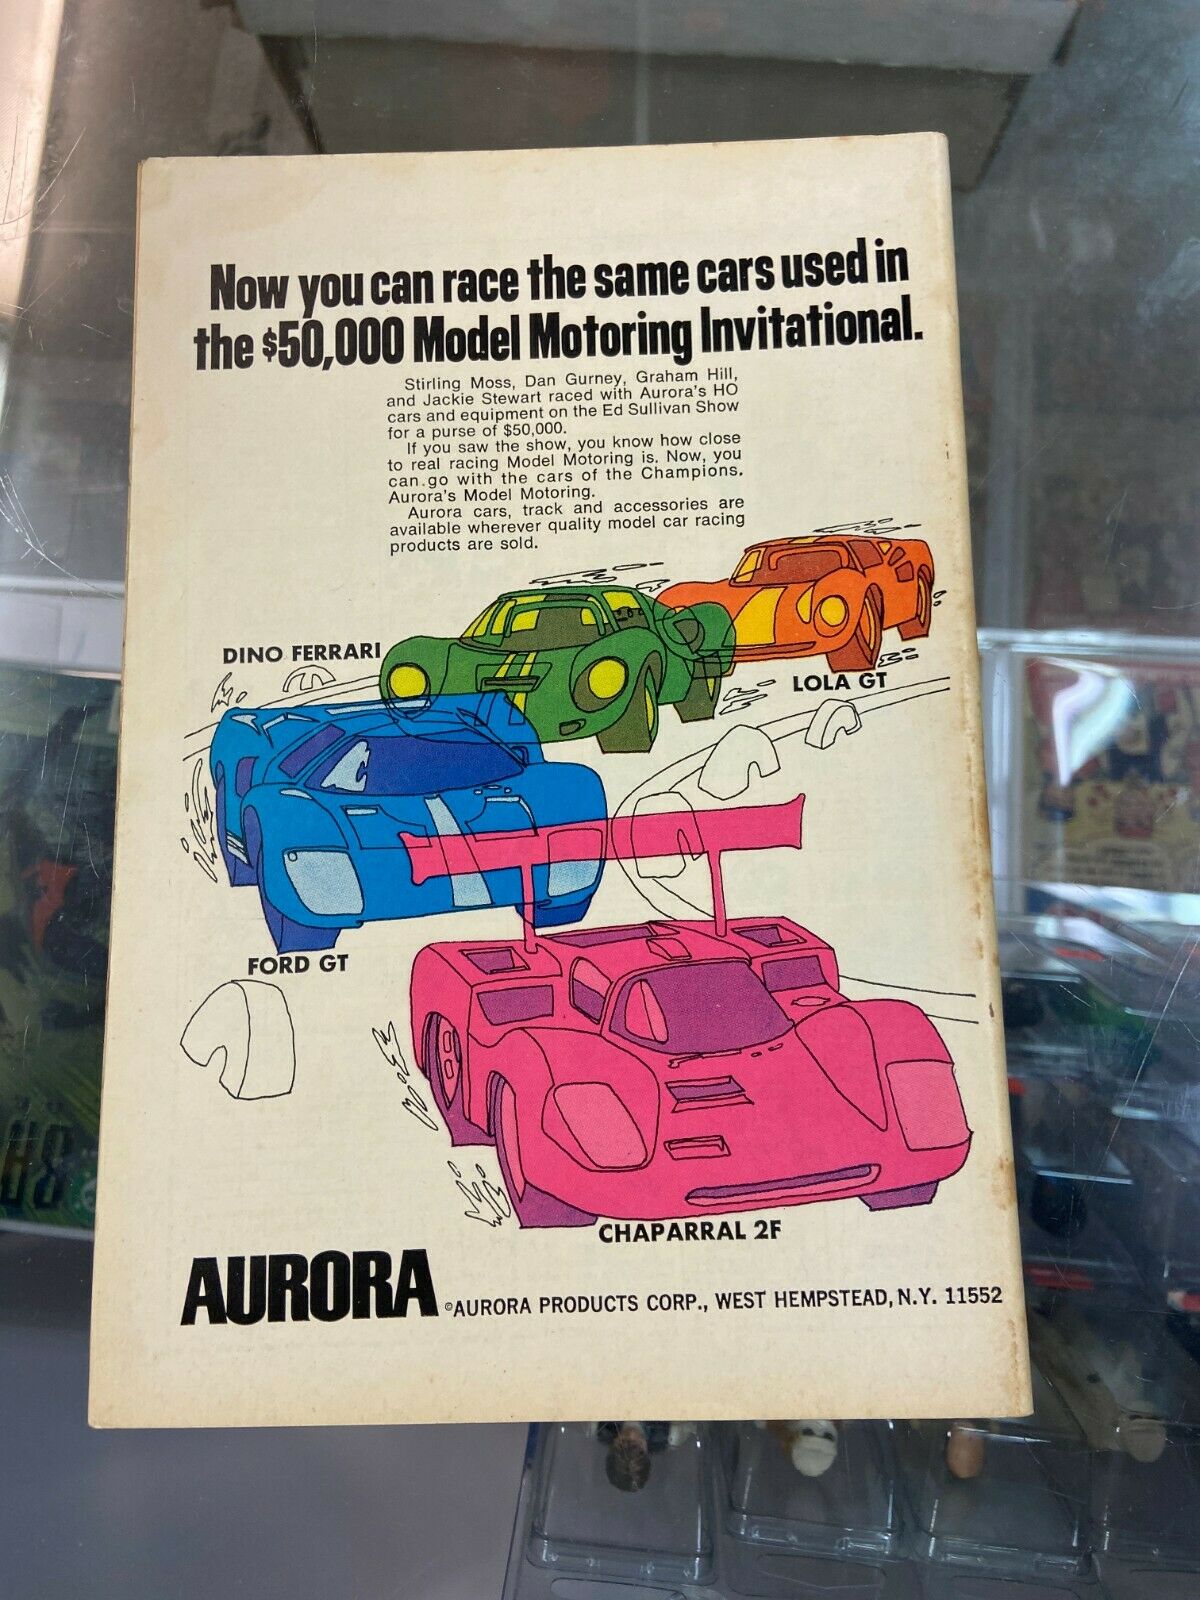 Now you can race the same cars used in
the $50,000 Model Motoring Invitational.
Stirling Moss, Dan Gurney, Graham Hill,
and Jackie Stewart raced with Aurora's HO
cars and equipment on the Ed Sullivan Show
for a purse of $50,000.
If you saw the show, you know how close
to real racing Model Motoring is. Now, you
can go with the cars of the Champions.
Aurora's Model Motoring.
Aurora cars, track and accessories are
available wherever quality model car racing
products are sold.
DINO FERRARI
LOLA GT
FORD GT
CHAPARRAL 2F
AURORA
©AURORA PRODUCTS CORP., WEST HEMPSTEAD, N.Y. 11552